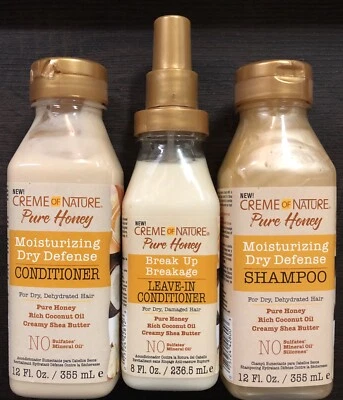 NEW!
CREME OF NATURE
Pure Honey
Moisturizing
Dry Defense
CONDITIONER
For Dry, Dehydrated Hair
Pure Honey
Rich Coconut Oil
Creamy Shea Butter
NO Sulfates
Mineral Oil
12 Fl. Oz. / 355 mL e
NEW!
CREME OF NATURE
Pure Honey
Break Up
Breakage
LEAVE-IN
CONDITIONER
For Dry, Damaged Hair
Pure Honey
Rich Coconut Oil
Creamy Shea Butter
NO Sulfates
Mineral Oil
8 Fl. Oz. / 236.5 mL e
NEW!
CREME OF NATURE
Pure Honey
Moisturizing
Dry Defense
SHAMPOO
For Dry, Dehydrated Hair
Pure Honey
Rich Coconut Oil
Creamy Shea Butter
NO Sulfates
Mineral Oil
Silicones
12 Fl. Oz. / 355 mL e